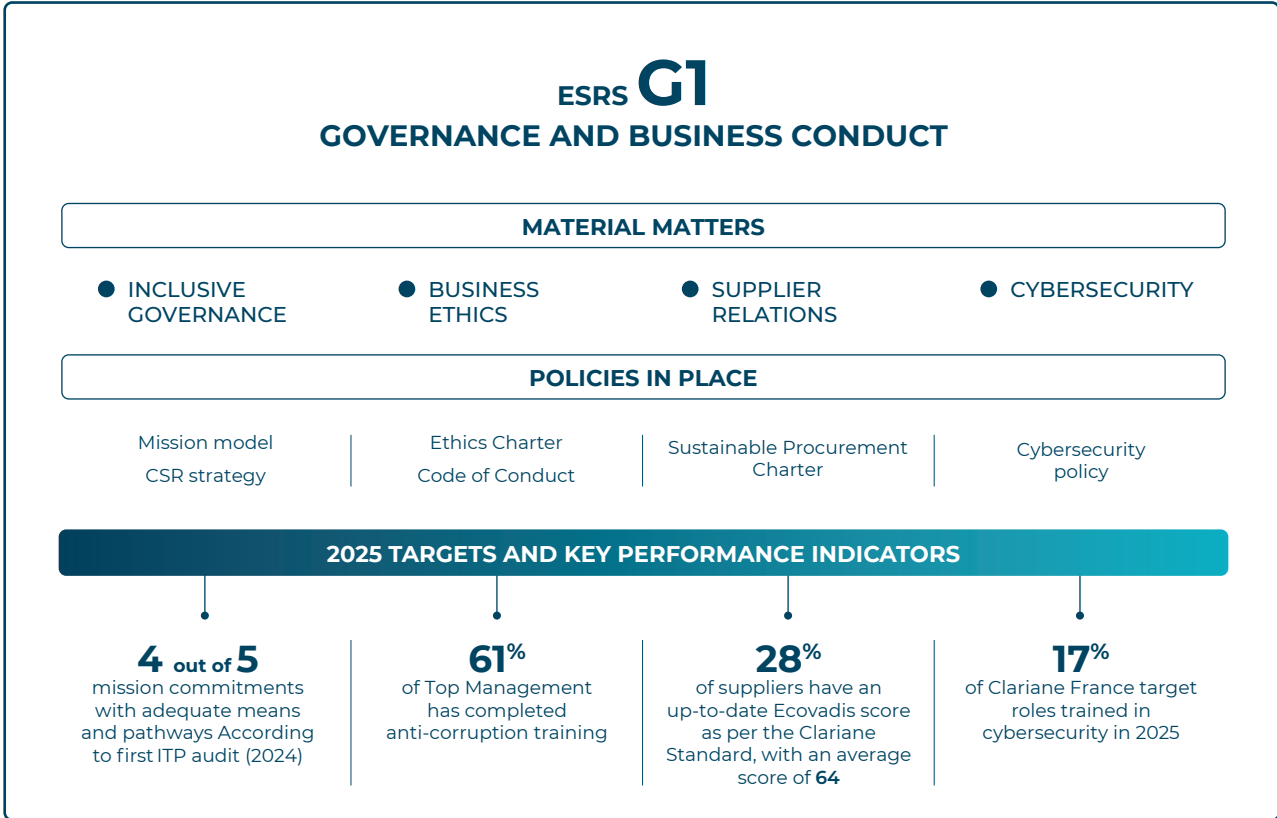 ESRS G1
GOVERNANCE AND BUSINESS CONDUCT
MATERIAL MATTERS
INCLUSIVE
GOVERNANCE
BUSINESS
ETHICS
SUPPLIER
RELATIONS
CYBERSECURITY
POLICIES IN PLACE
Mission model
CSR strategy
Ethics Charter
Code of Conduct
Sustainable Procurement
Charter
Cybersecurity
policy
2025 TARGETS AND KEY PERFORMANCE INDICATORS
4 out of 5
mission commitments
with adequate means
and pathways According
to first ITP audit (2024)
61%
of Top Management
has completed
anti-corruption training
28%
of suppliers have an
up-to-date Ecovadis score
as per the Clariane
Standard, with an average
score of 64
17%
of Clariane France target
roles trained in
cybersecurity in 2025